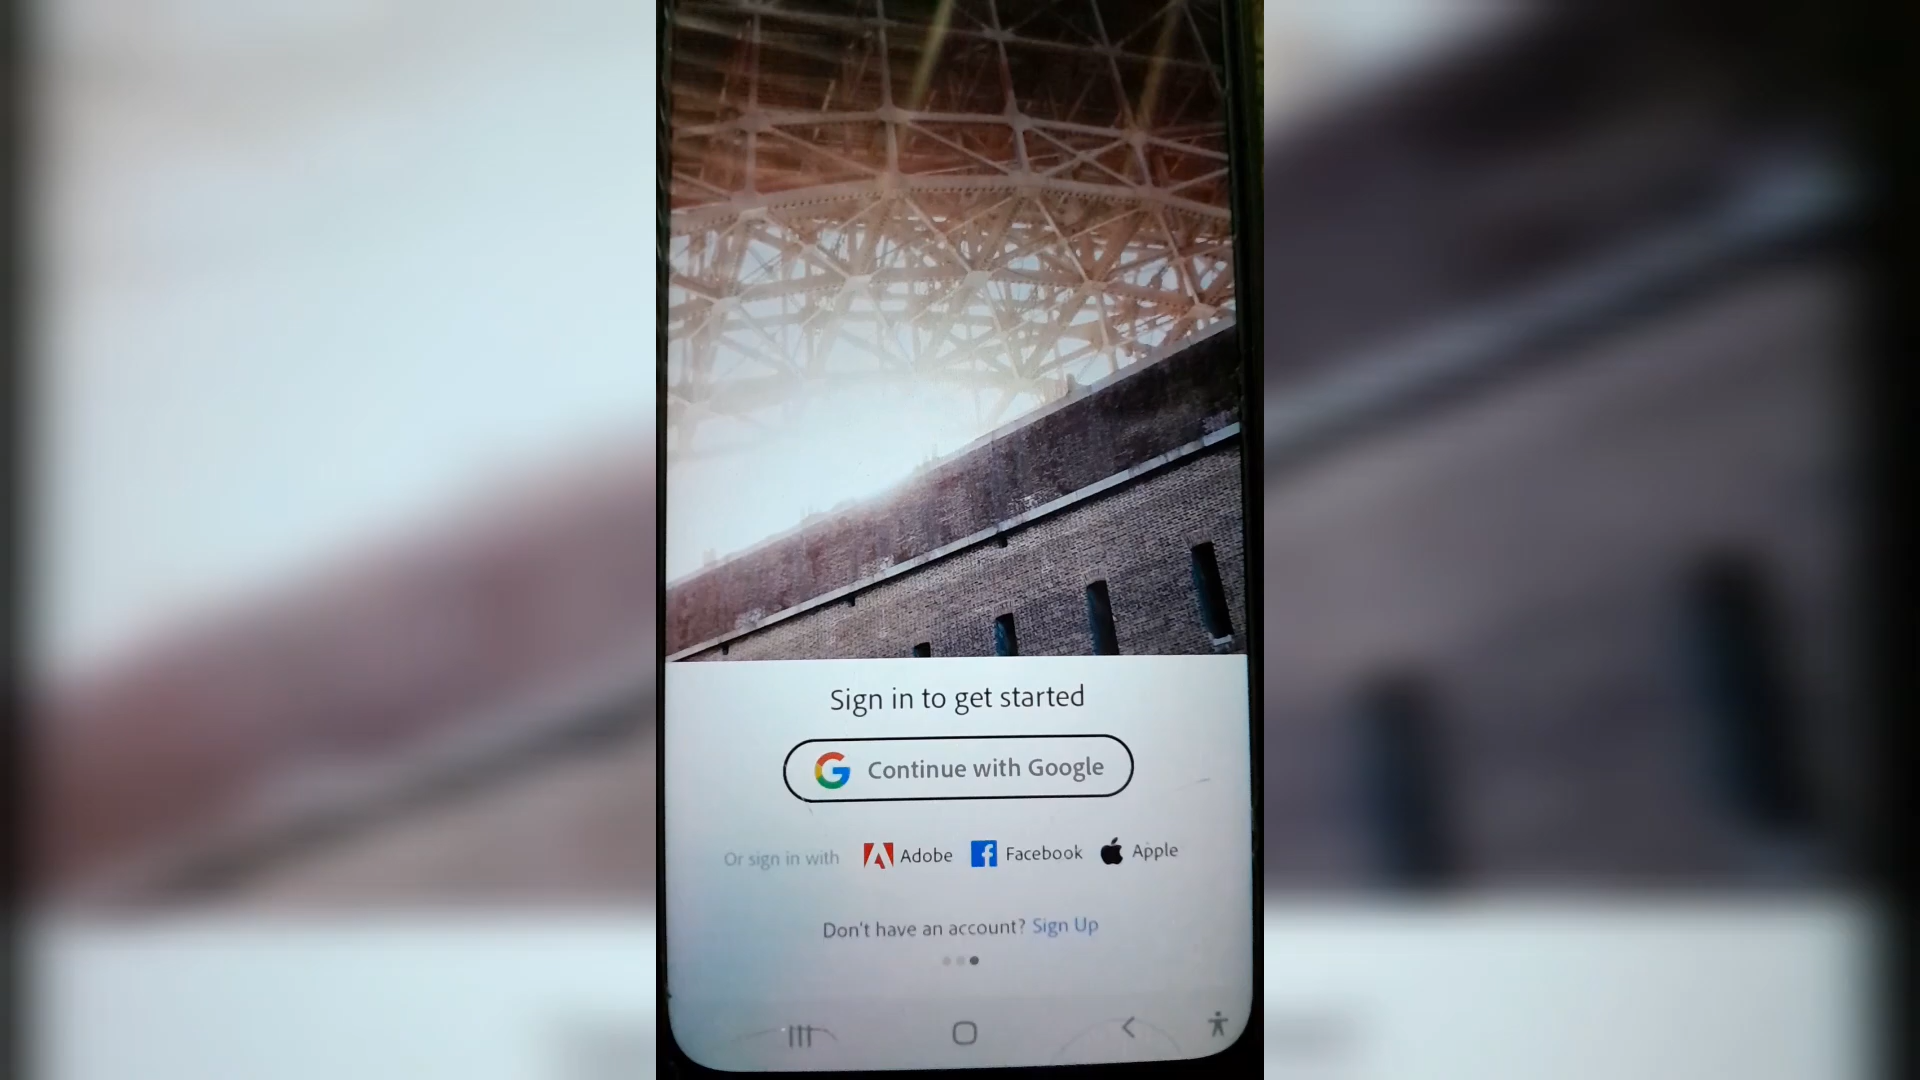 Sign in to get started
Continue with Google
Or sign in with Adobe Facebook Apple
Don't have an account? Sign Up